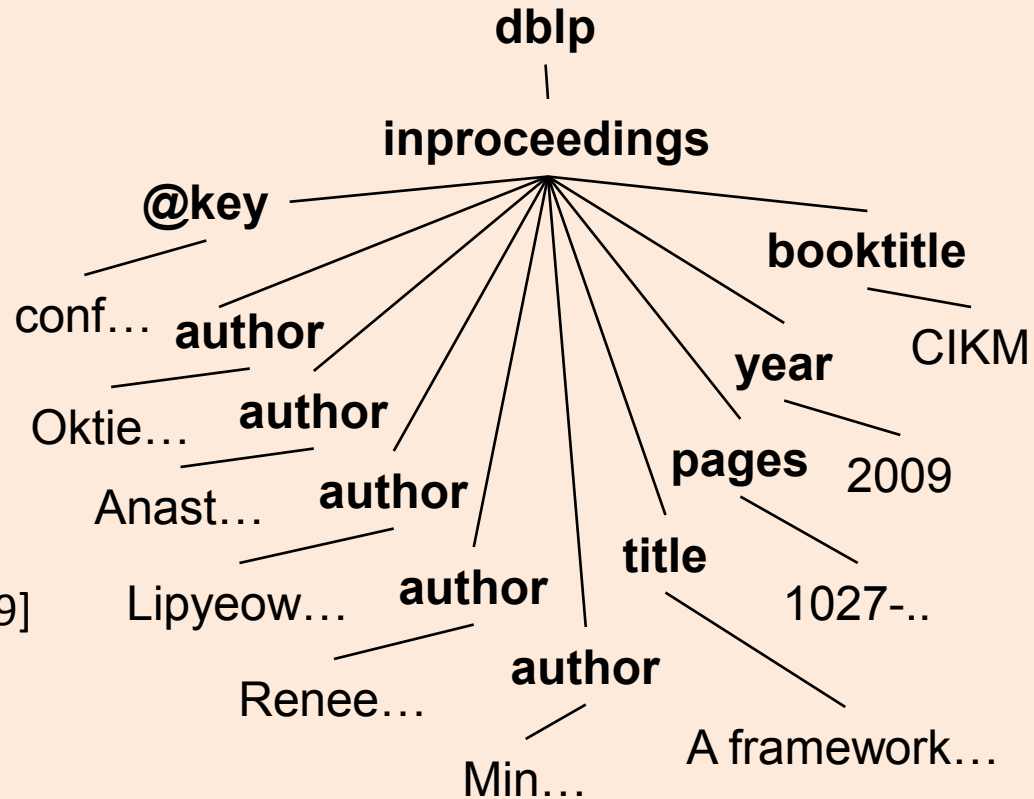 dblp
inproceedings
@key
booktitle
conf…
author
CIKM
year
Oktie…
author
pages
2009
Anast…
author
title
9]
Lipyeow…
author
1027-..
author
Renee…
A framework…
Min…